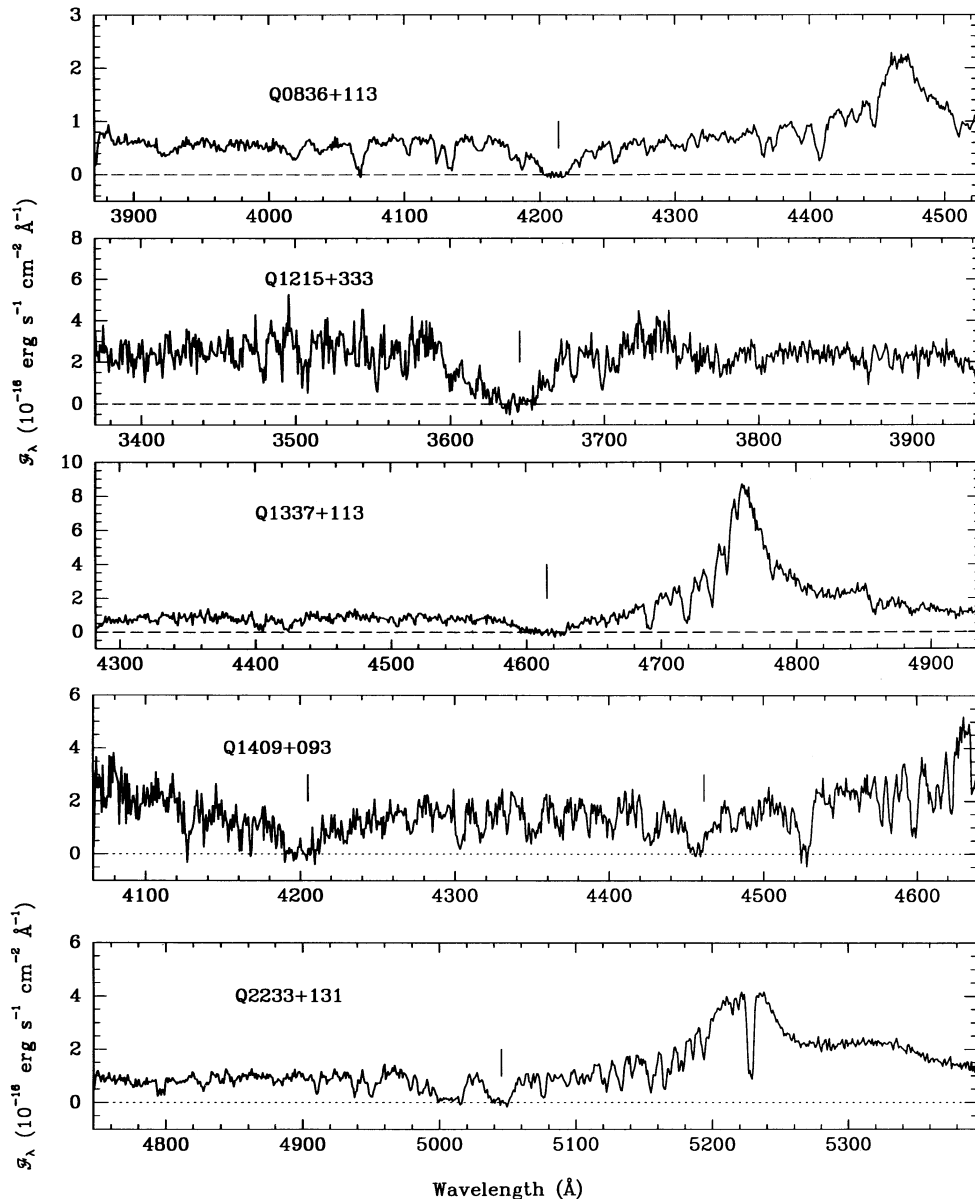 3
2
1
0
Q0836+113
3900 4000 4100 4200 4300 4400 4500
8
6
4
2
0
Q1215+333
3400 3500 3600 3700 3800 3900
ℱλ (10⁻¹⁶ erg s⁻¹ cm⁻² Å⁻¹)
10
8
6
4
2
0
Q1337+113
4300 4400 4500 4600 4700 4800 4900
6
4
2
0
Q1409+093
4100 4200 4300 4400 4500 4600
6
4
2
0
Q2233+131
4800 4900 5000 5100 5200 5300
ℱλ (10⁻¹⁶ erg s⁻¹ cm⁻² Å⁻¹)
Wavelength (Å)